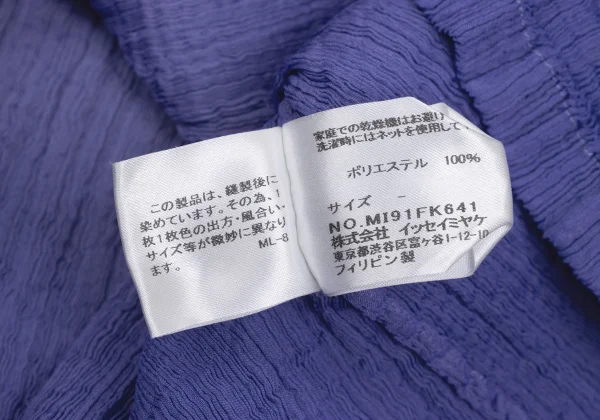 この製品は、縫製後に
染めています。その為、1
枚1枚色の出方・風合い、
サイズ等が微妙に異なり
ます。
ML-8
家庭での乾燥機はお避け
洗濯時にはネットを使用して、
ポリエステル 100%
サイズ -
NO.MI91FK641
株式会社 イッセイミヤケ
東京都渋谷区富ヶ谷1-12-10
フィリピン製